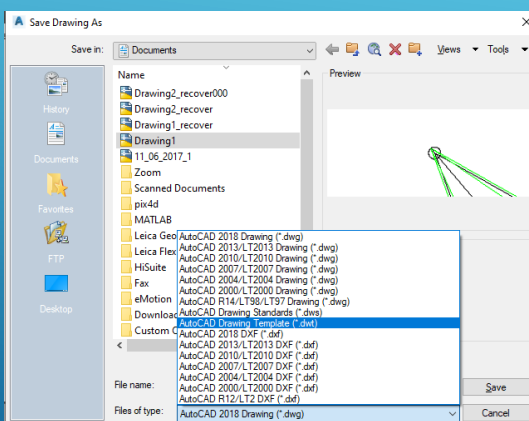 Save Drawing As
Save in:
Documents
Views
Tools
History
Documents
Favorites
FTP
Desktop
Name
Drawing2_recover000
Drawing2_recover
Drawing1_recover
Drawing1
11_06_2017_1
Zoom
Scanned Documents
pix4d
MATLAB
Leica Geo
Leica Flex
HiSuite
Fax
eMotion
Download
Custom O
Preview
AutoCAD 2018 Drawing (*.dwg)
AutoCAD 2013/LT2013 Drawing (*.dwg)
AutoCAD 2010/LT2010 Drawing (*.dwg)
AutoCAD 2007/LT2007 Drawing (*.dwg)
AutoCAD 2004/LT2004 Drawing (*.dwg)
AutoCAD 2000/LT2000 Drawing (*.dwg)
AutoCAD R14/LT98/LT97 Drawing (*.dwg)
AutoCAD Drawing Standards (*.dws)
AutoCAD Drawing Template (*.dwt)
AutoCAD 2018 DXF (*.dxf)
AutoCAD 2013/LT2013 DXF (*.dxf)
AutoCAD 2010/LT2010 DXF (*.dxf)
AutoCAD 2007/LT2007 DXF (*.dxf)
AutoCAD 2004/LT2004 DXF (*.dxf)
AutoCAD 2000/LT2000 DXF (*.dxf)
AutoCAD R12/LT2 DXF (*.dxf)
File name:
Save
Files of type:
AutoCAD 2018 Drawing (*.dwg)
Cancel